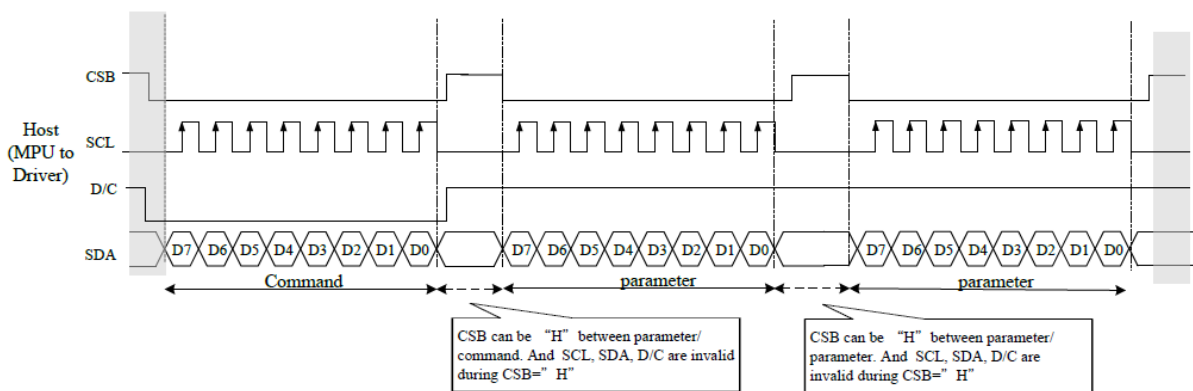 CSB
Host
(MPU to
Driver)
SCL
D/C
SDA
D7 D6 D5 D4 D3 D2 D1 D0 D7 D6 D5 D4 D3 D2 D1 D0 D7 D6 D5 D4 D3 D2 D1 D0
Command parameter parameter
CSB can be “H” between parameter/
command. And SCL, SDA, D/C are invalid
during CSB=”H”
CSB can be “H” between parameter/
parameter. And SCL, SDA, D/C are
invalid during CSB=”H”